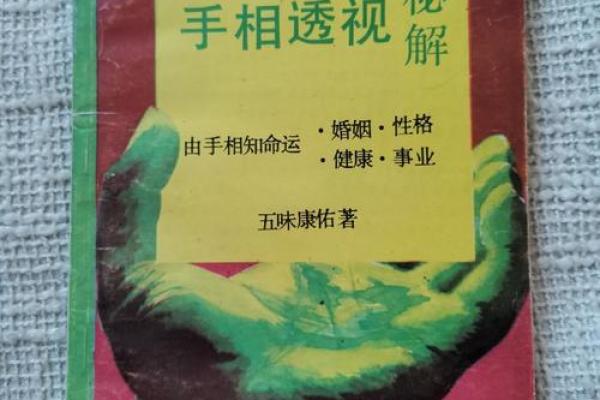 手相透视
秘解
由手相知命运
·婚姻·性格
·健康·事业
五味康佑著